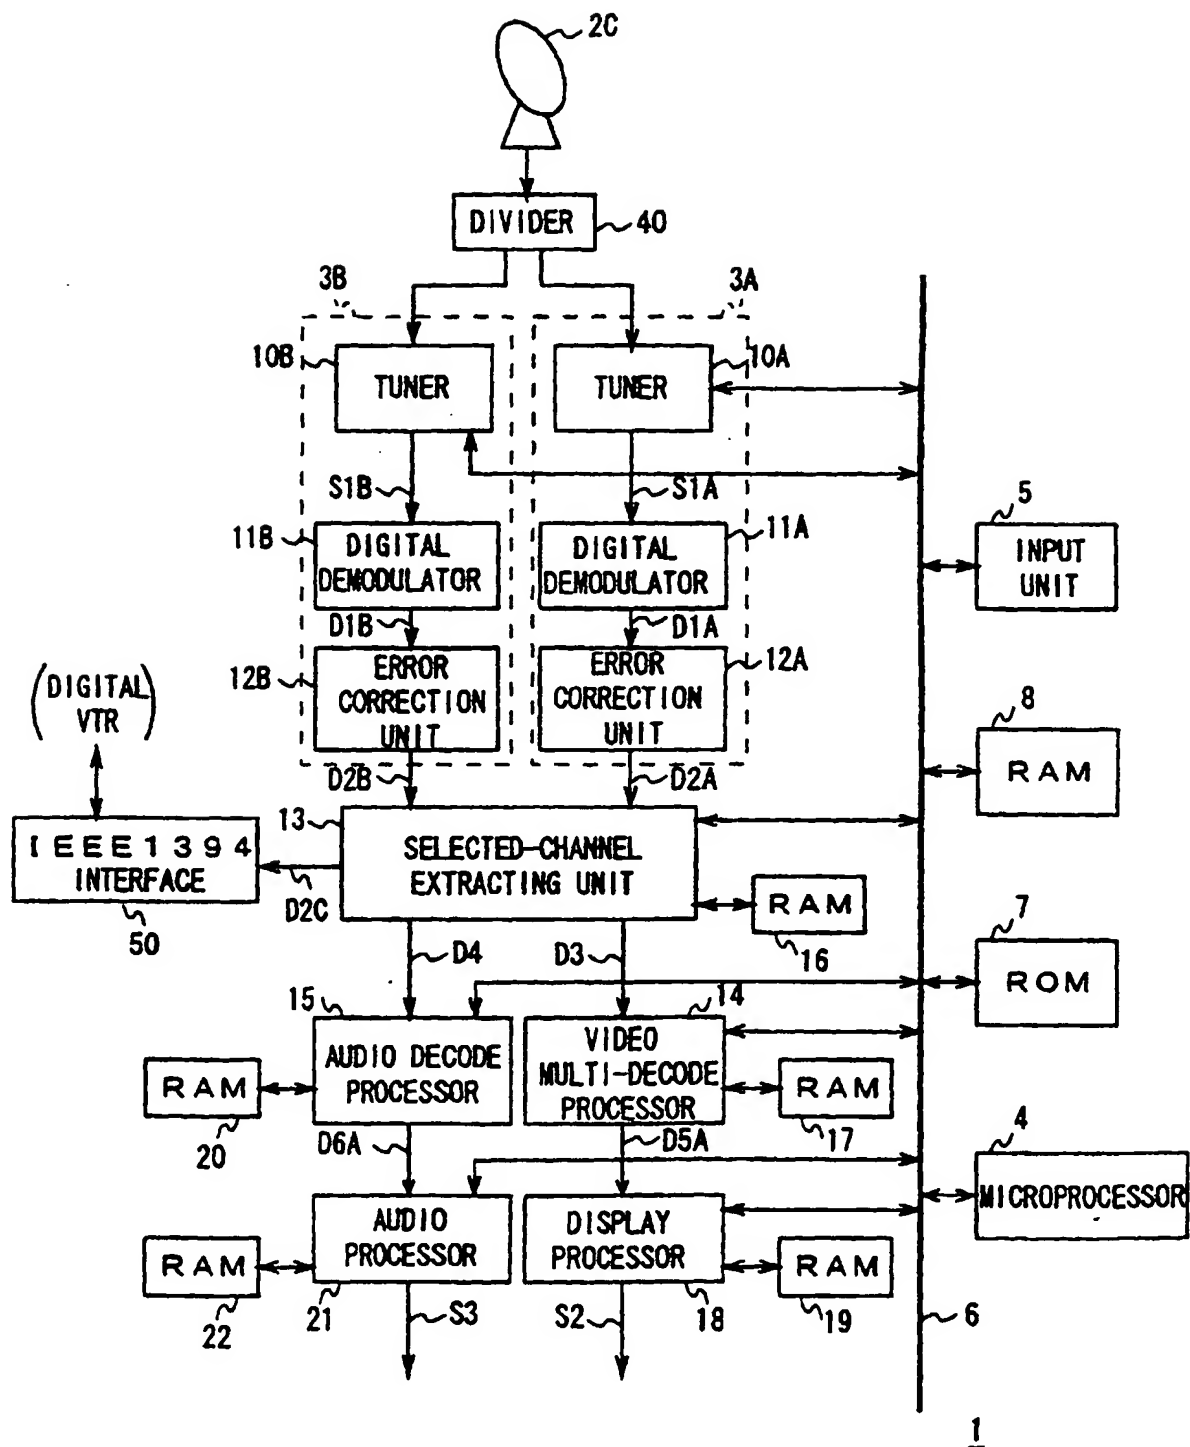 2C
DIVIDER
40
3B
3A
10B
TUNER
TUNER
10A
S1B
S1A
11B
DIGITAL
DEMODULATOR
DIGITAL
DEMODULATOR
11A
5
INPUT
UNIT
D1B
D1A
12B
ERROR
CORRECTION
UNIT
ERROR
CORRECTION
UNIT
12A
(DIGITAL
VTR)
8
RAM
D2B
D2A
13
SELECTED-CHANNEL
EXTRACTING UNIT
IEEE1394
INTERFACE
D2C
50
RAM
16
7
ROM
D4
D3
15
14
AUDIO DECODE
PROCESSOR
VIDEO
MULTI-DECODE
PROCESSOR
RAM
20
RAM
17
D6A
D5A
4
MICROPROCESSOR
AUDIO
PROCESSOR
DISPLAY
PROCESSOR
RAM
22
RAM
19
21
S3
S2
18
6
1